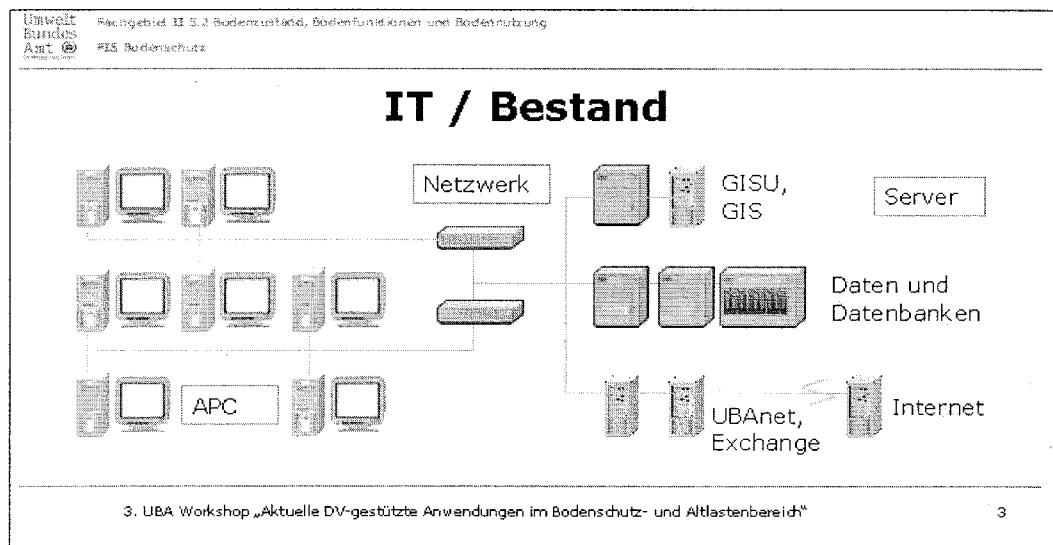 Umwelt
Bundes
Amt
Fachgebiet II 5.2 Bodenzustand, Bodenfunktionen und Bodennutzung
FIS Bodenschutz
IT / Bestand
Netzwerk
GISU,
GIS
Server
Daten und
Datenbanken
APC
UBAnet,
Exchange
Internet
3. UBA Workshop „Aktuelle DV-gestützte Anwendungen im Bodenschutz- und Altlastenbereich"
3